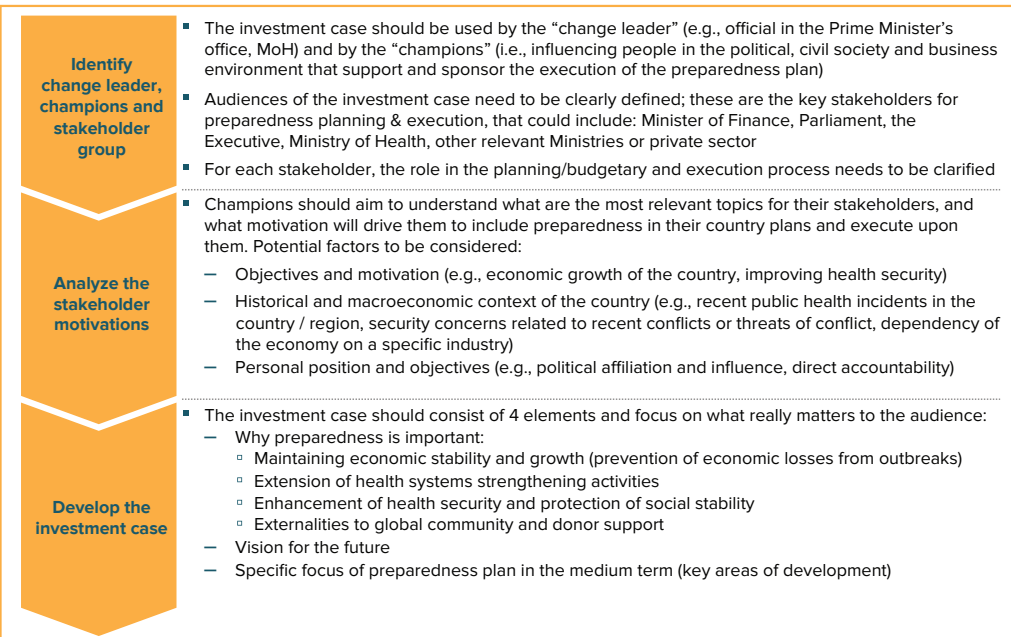 Identify
change leader,
champions and
stakeholder
group
▪ The investment case should be used by the “change leader” (e.g., official in the Prime Minister’s
office, MoH) and by the “champions” (i.e., influencing people in the political, civil society and business
environment that support and sponsor the execution of the preparedness plan)
▪ Audiences of the investment case need to be clearly defined; these are the key stakeholders for
preparedness planning & execution, that could include: Minister of Finance, Parliament, the
Executive, Ministry of Health, other relevant Ministries or private sector
▪ For each stakeholder, the role in the planning/budgetary and execution process needs to be clarified
Analyze the
stakeholder
motivations
▪ Champions should aim to understand what are the most relevant topics for their stakeholders, and
what motivation will drive them to include preparedness in their country plans and execute upon
them. Potential factors to be considered:
— Objectives and motivation (e.g., economic growth of the country, improving health security)
— Historical and macroeconomic context of the country (e.g., recent public health incidents in the
country / region, security concerns related to recent conflicts or threats of conflict, dependency of
the economy on a specific industry)
— Personal position and objectives (e.g., political affiliation and influence, direct accountability)
Develop the
investment case
▪ The investment case should consist of 4 elements and focus on what really matters to the audience:
— Why preparedness is important:
▫ Maintaining economic stability and growth (prevention of economic losses from outbreaks)
▫ Extension of health systems strengthening activities
▫ Enhancement of health security and protection of social stability
▫ Externalities to global community and donor support
— Vision for the future
— Specific focus of preparedness plan in the medium term (key areas of development)